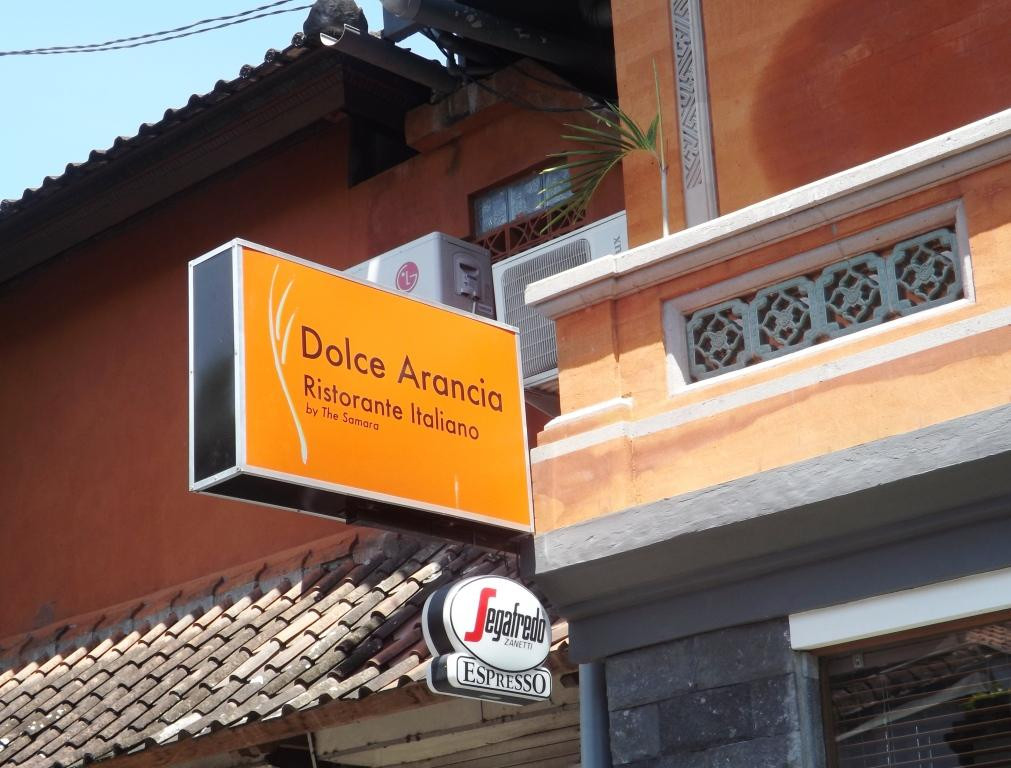 LG
Dolce Arancia
Ristorante Italiano
by The Samara
Segafredo
ZANETTI
ESPRESSO